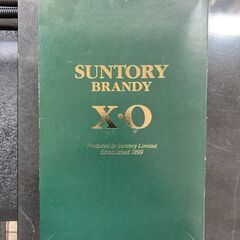 SUNTORY
BRANDY
X·O
Produced by Suntory Limited
Established 1899